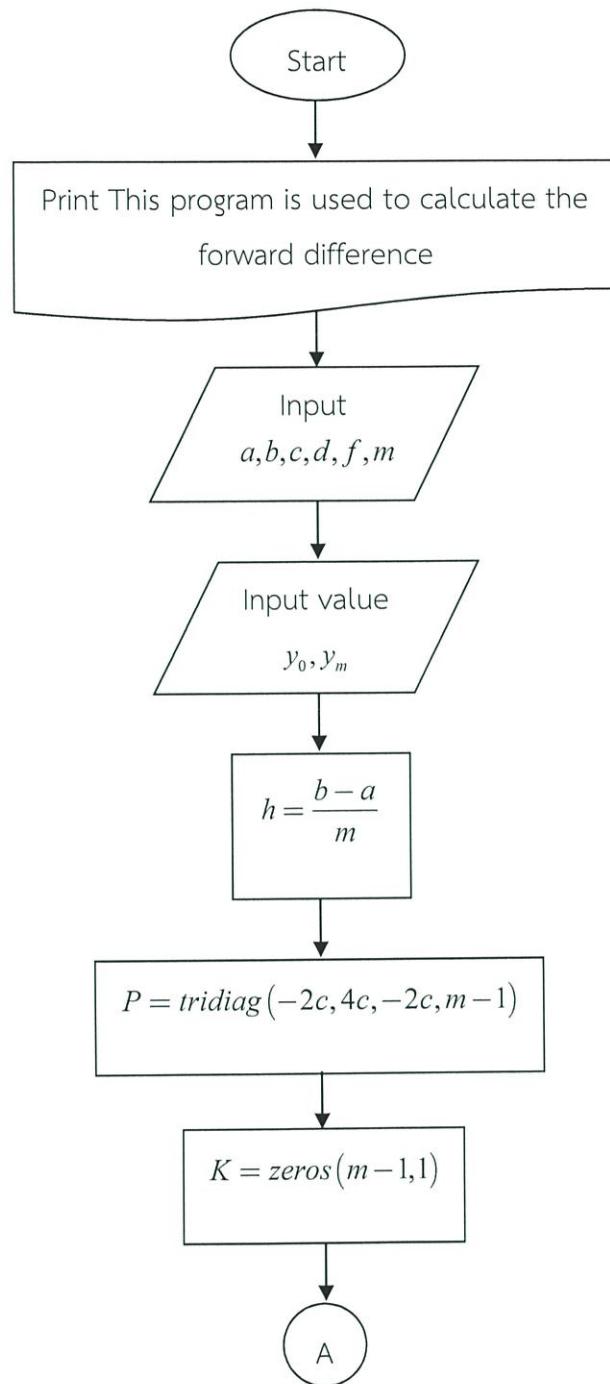 Start
Print This program is used to calculate the
forward difference
Input
a,b,c,d,f,m
Input value
y₀,yₘ
h = \frac{b-a}{m}
P = tridiag(-2c,4c,-2c,m-1)
K = zeros(m-1,1)
A